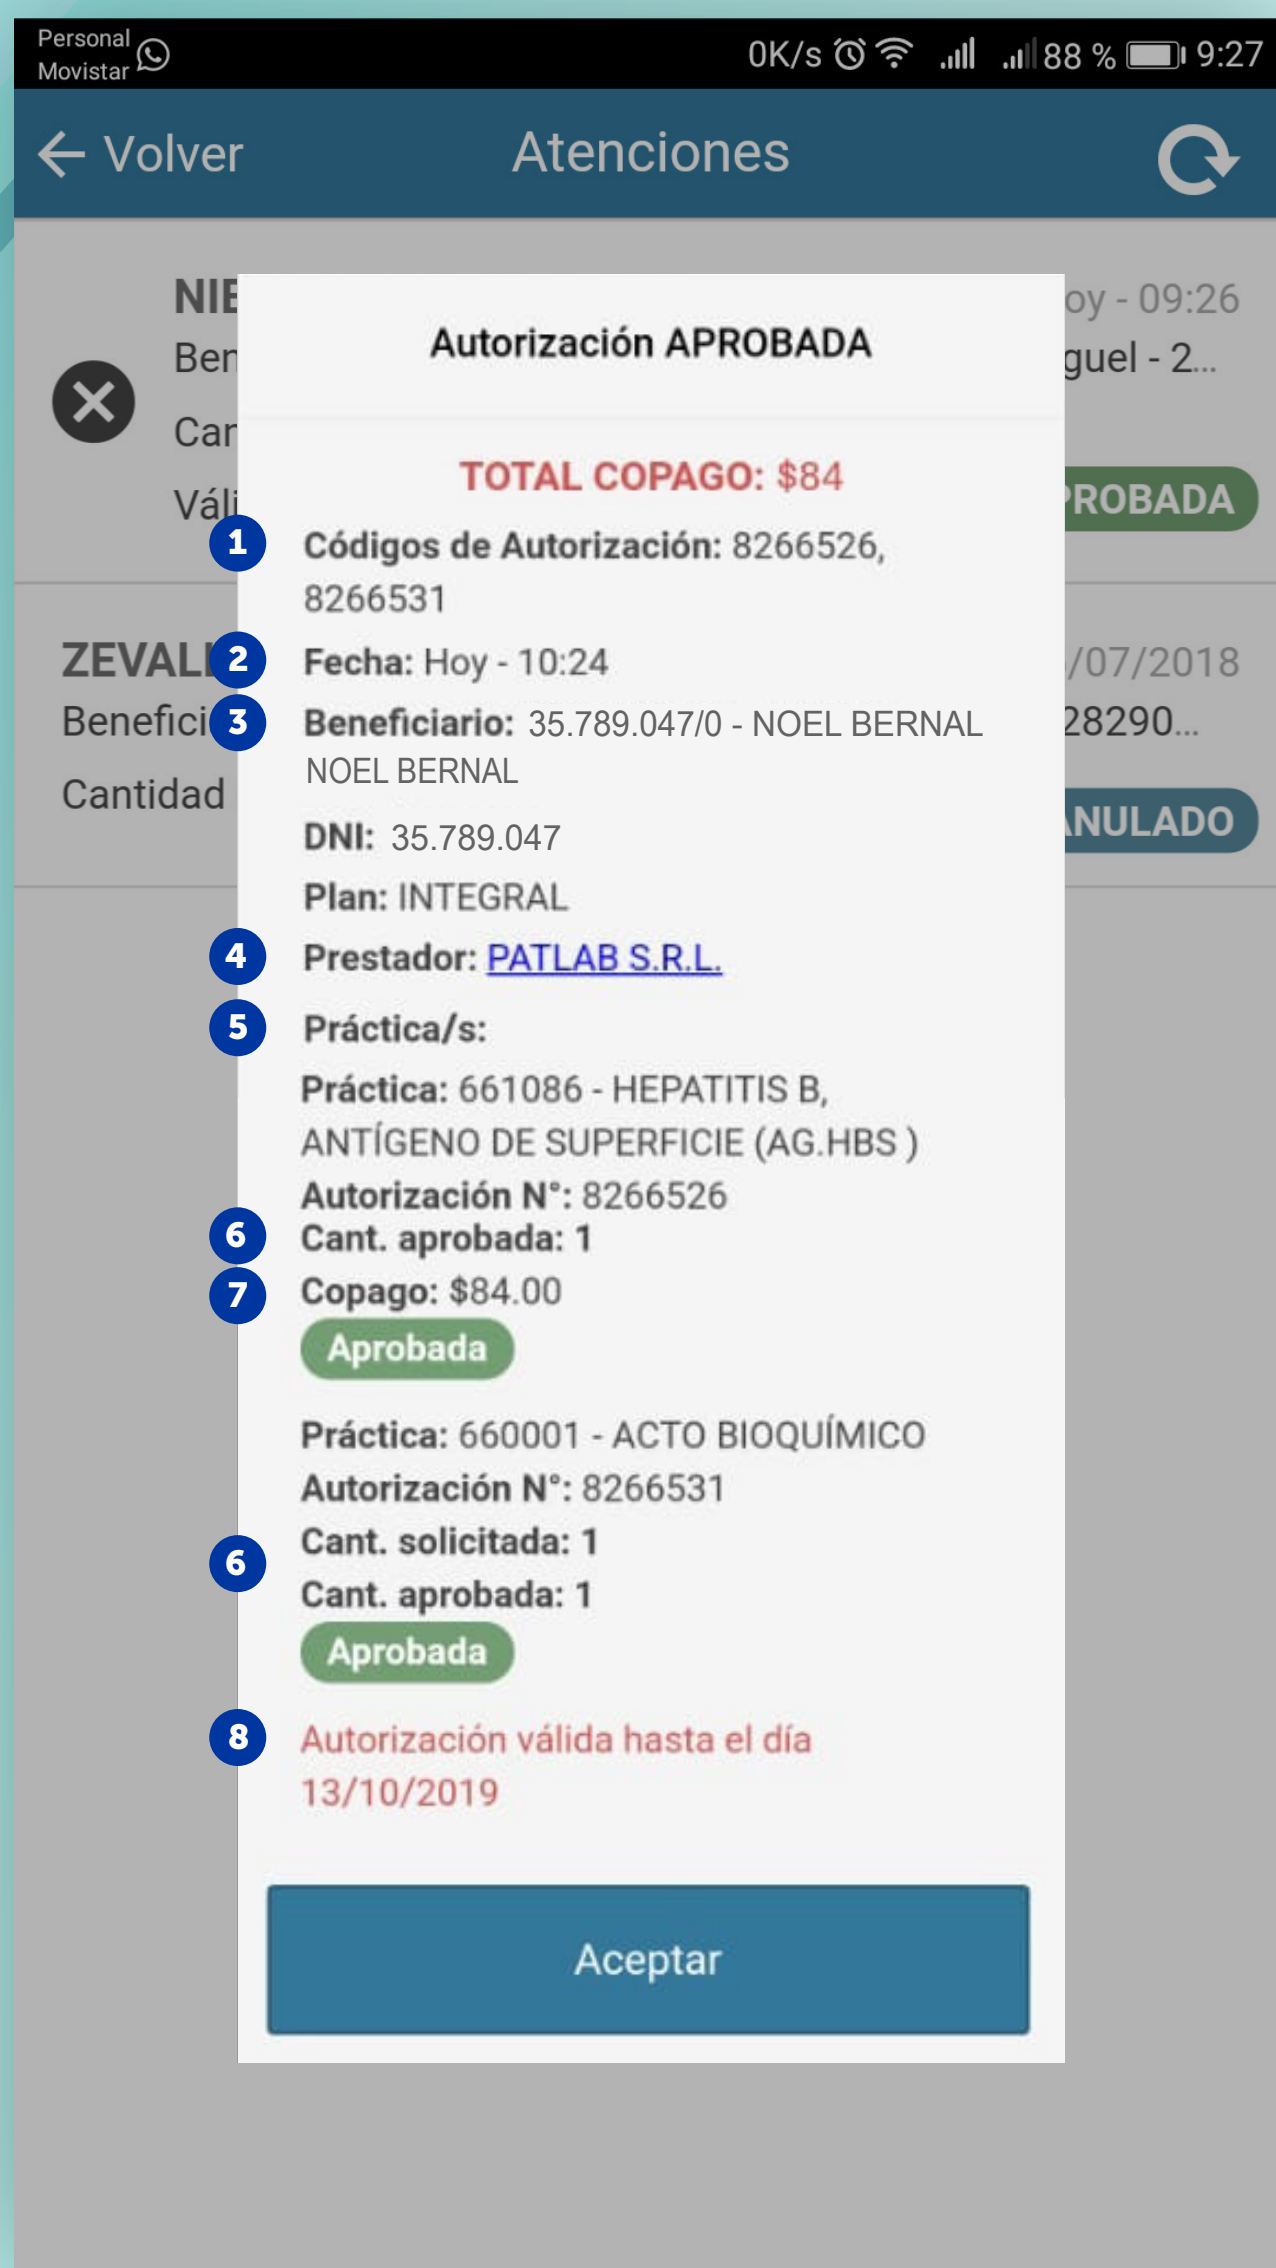 Personal
Movistar
0K/s 88 % 9:27
← Volver Atenciones
NIE
oy - 09:26
Ben
guel - 2...
Can
Váli
PROBADA
ZEVALL
/07/2018
Benefici
28290...
Cantidad
ANULADO
Autorización APROBADA
TOTAL COPAGO: $84
1 Códigos de Autorización: 8266526,
8266531
2 Fecha: Hoy - 10:24
3 Beneficiario: 35.789.047/0 - NOEL BERNAL
NOEL BERNAL
DNI: 35.789.047
Plan: INTEGRAL
4 Prestador: PATLAB S.R.L.
5 Práctica/s:
Práctica: 661086 - HEPATITIS B,
ANTÍGENO DE SUPERFICIE (AG.HBS )
Autorización N°: 8266526
6 Cant. aprobada: 1
7 Copago: $84.00
Aprobada
Práctica: 660001 - ACTO BIOQUÍMICO
Autorización N°: 8266531
Cant. solicitada: 1
6
Cant. aprobada: 1
Aprobada
8 Autorización válida hasta el día
13/10/2019
Aceptar